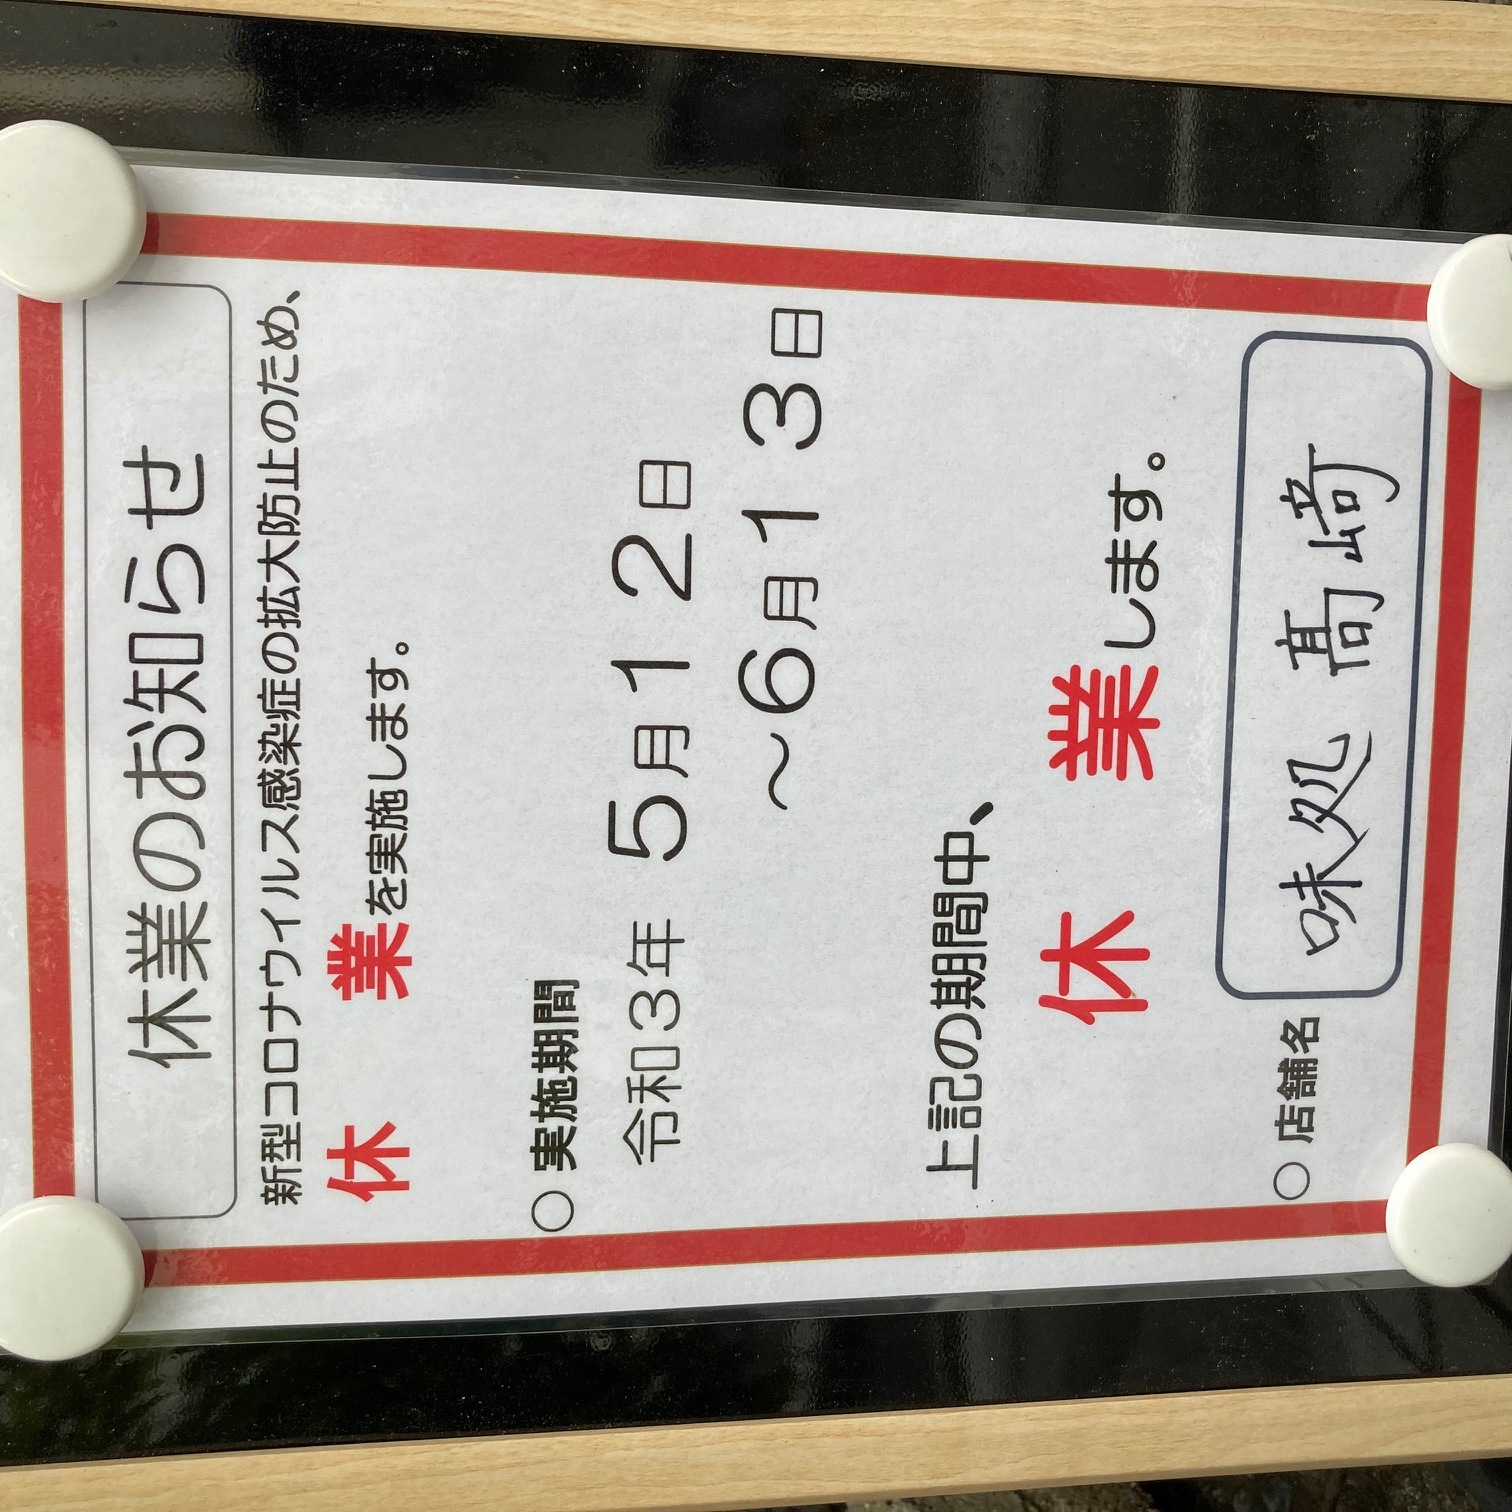 休業のお知らせ
新型コロナウイルス感染症の拡大防止のため、
休　業を実施します。
○ 実施期間
令和3年 5月12日
～6月13日
上記の期間中、
休　業します。
○ 店舗名 味処 髙﨑